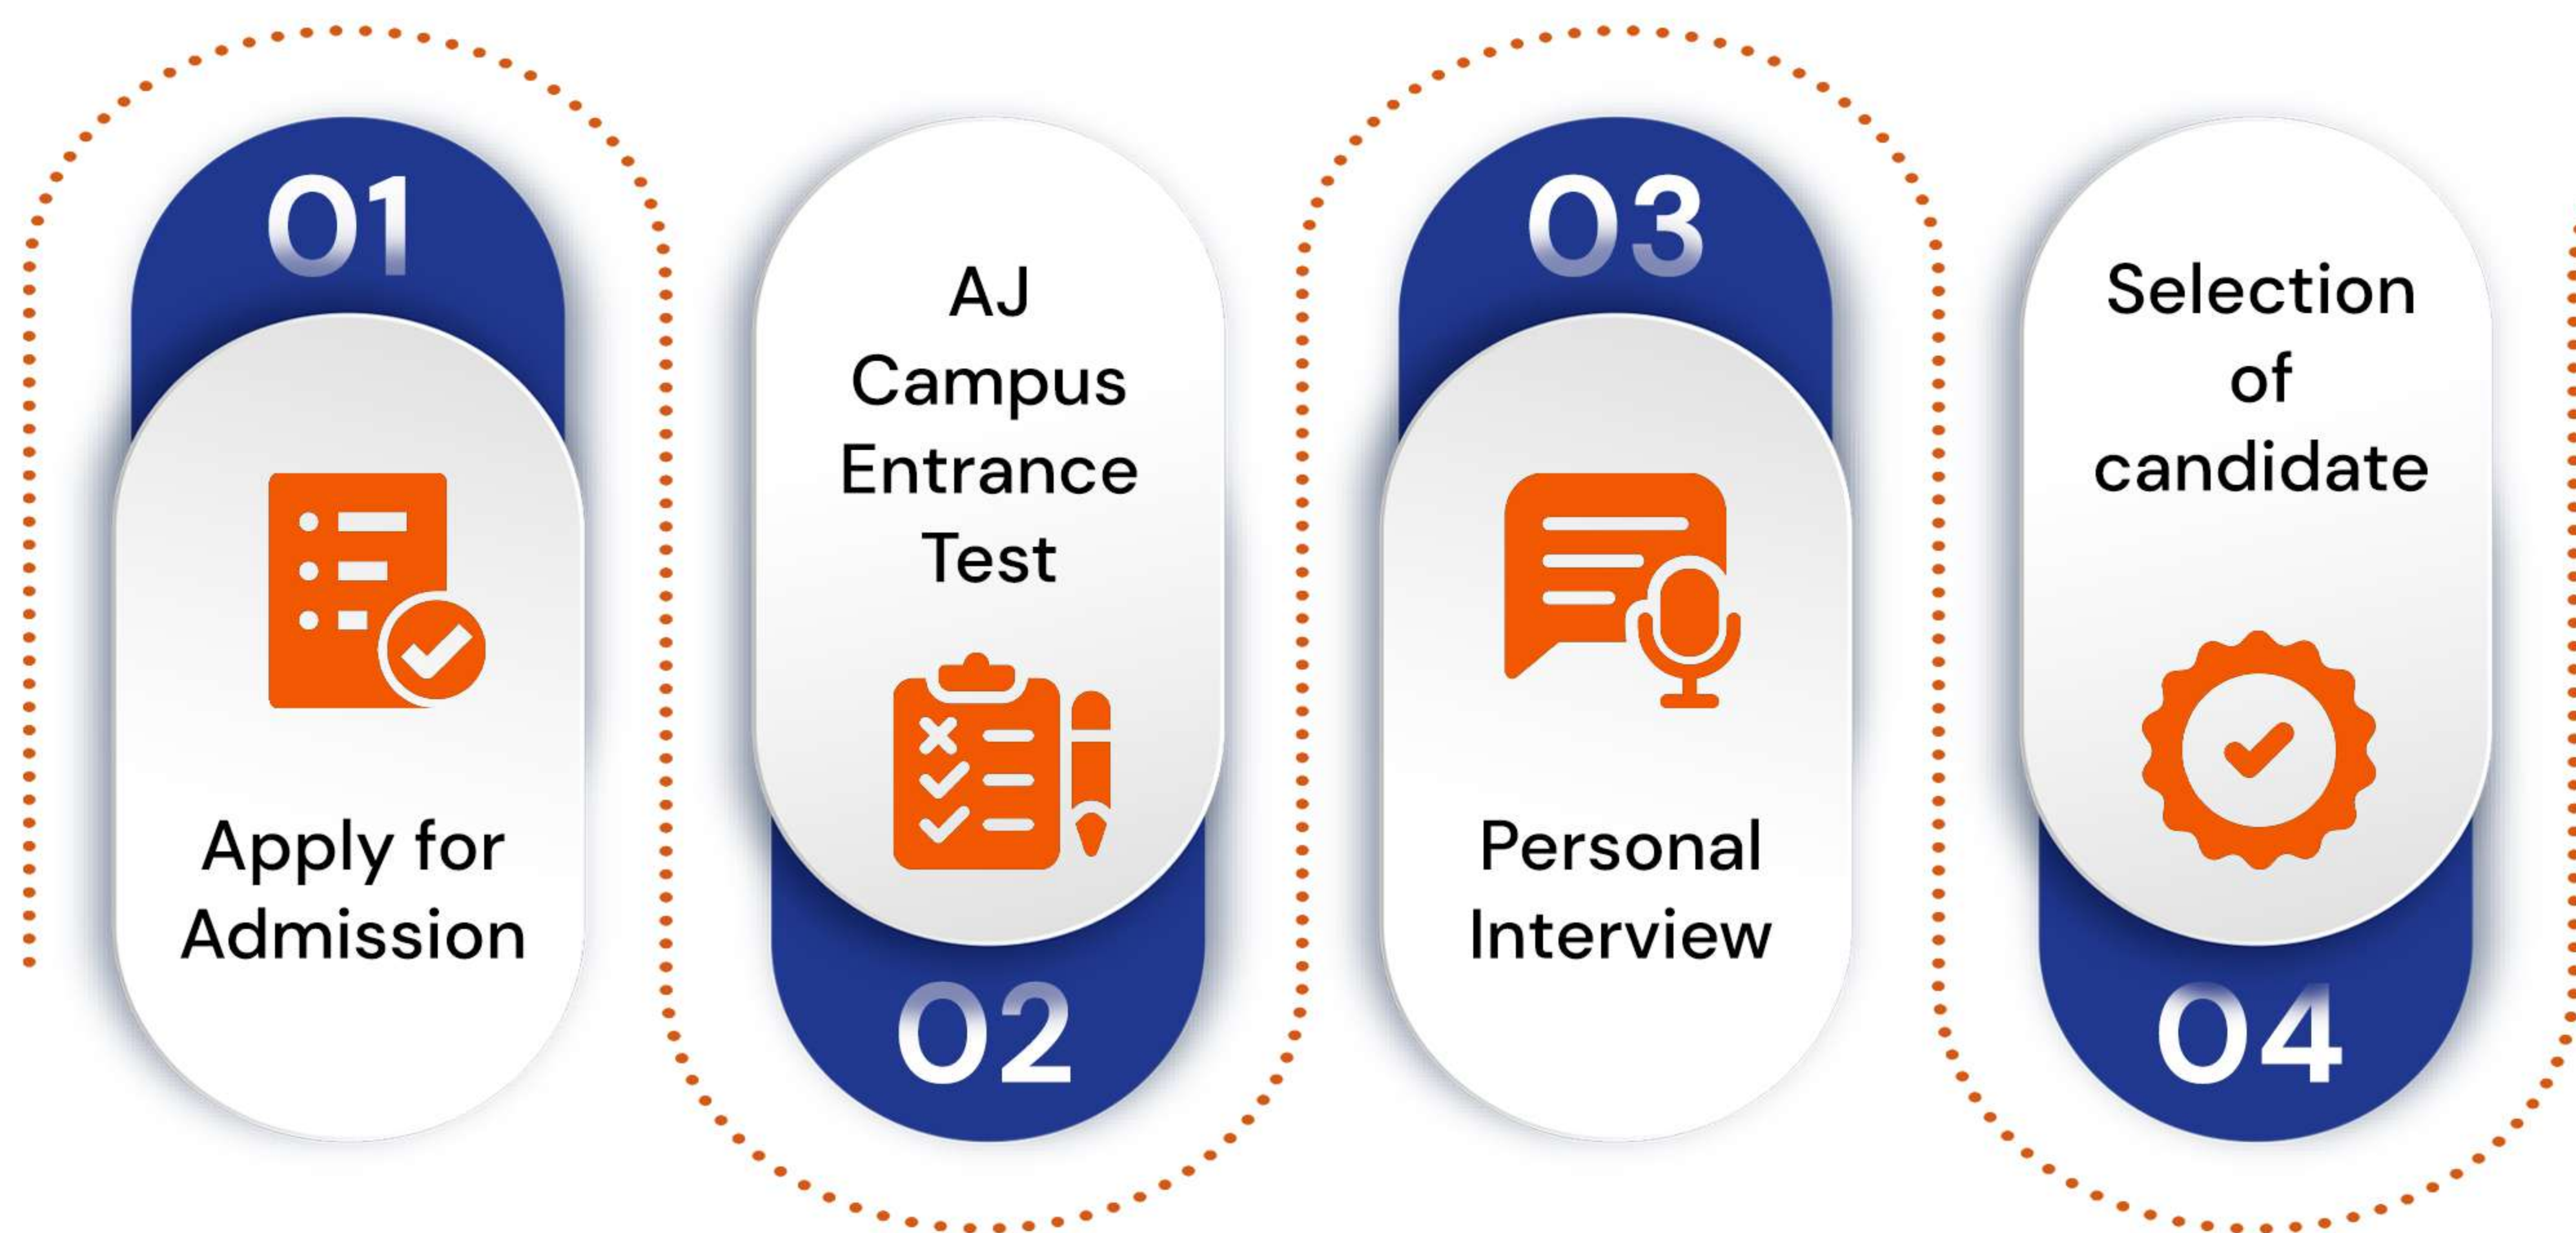 01
Apply for
Admission
AJ
Campus
Entrance
Test
02
03
Personal
Interview
Selection
of
candidate
04